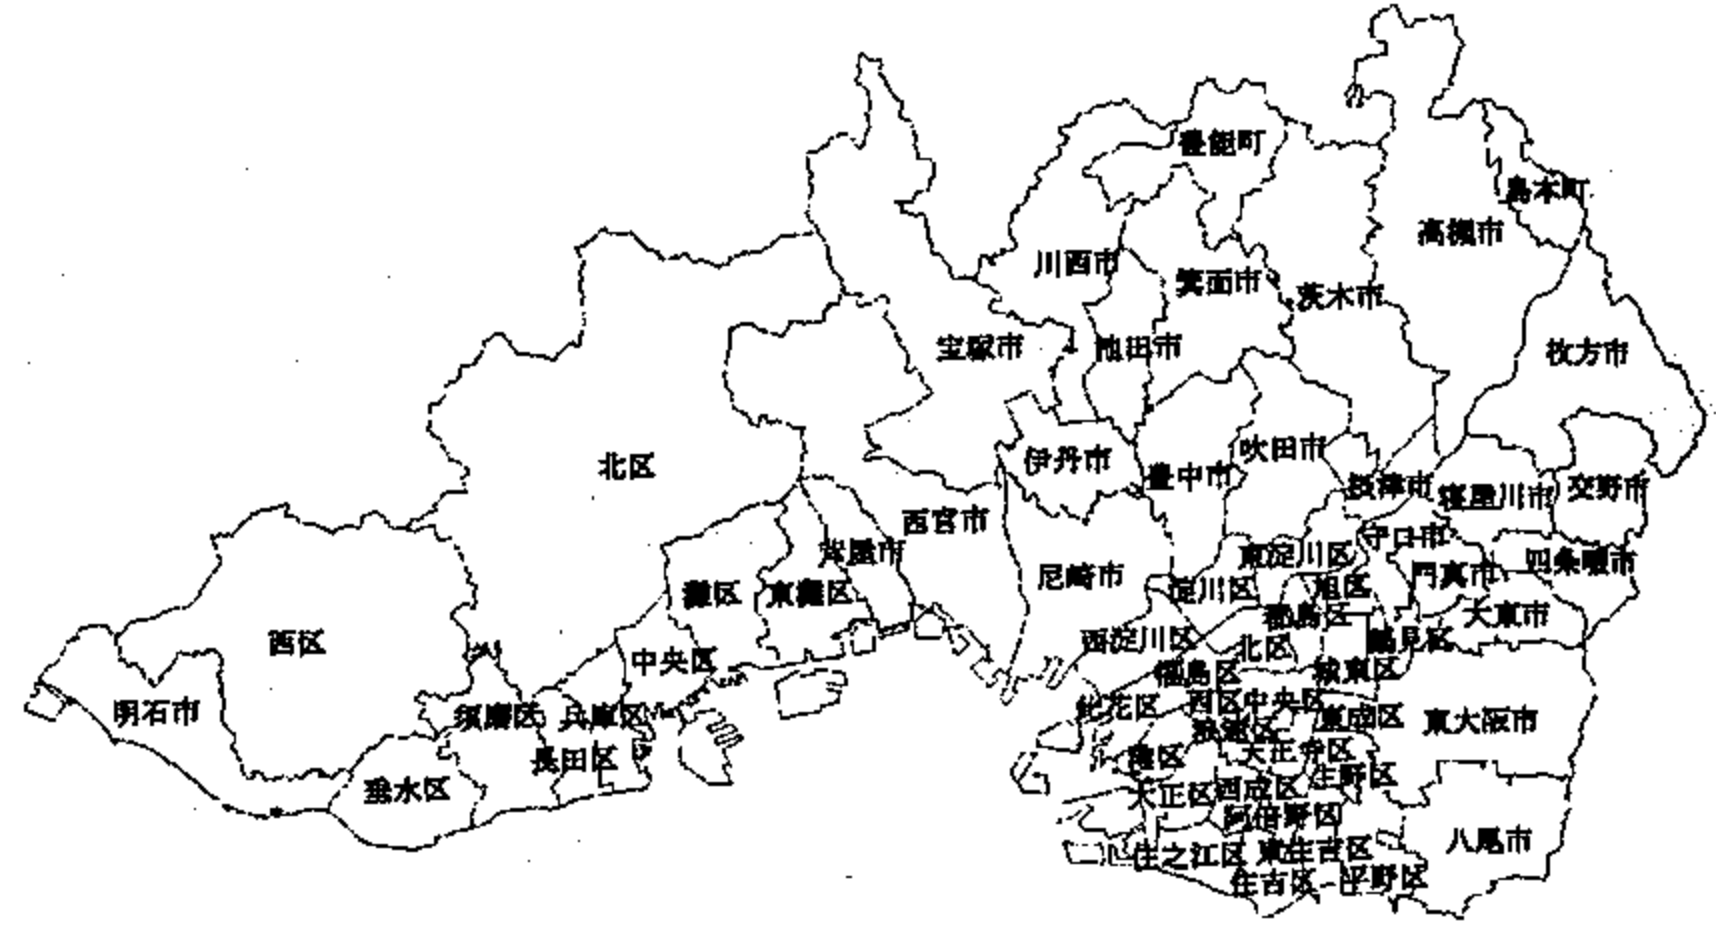 豊能町
島本町
高槻市
川西市
箕面市
茨木市
宝塚市
池田市
枚方市
北区
伊丹市
吹田市
豊中市
摂津市
寝屋川市
交野市
西宮市
芦屋市
守口市
東淀川区
四条畷市
尼崎市
門真市
灘区
東灘区
淀川区
旭区
都島区
大東市
西区
西淀川区
北区
鶴見区
中央区
福島区
城東区
明石市
須磨区
兵庫区
此花区
西区
中央区
東成区
東大阪市
浪速区
長田区
港区
天王寺区
生野区
垂水区
大正区
西成区
阿倍野区
八尾市
住之江区
東住吉区
住吉区
平野区